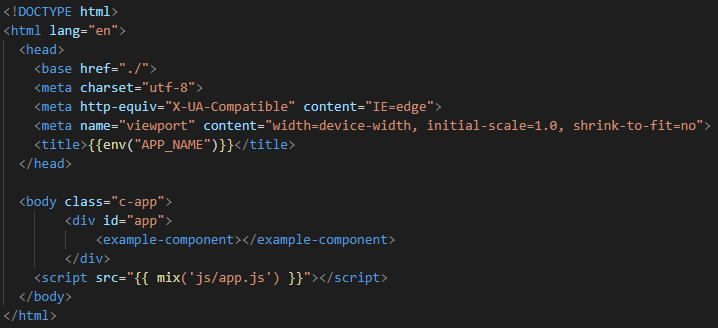 <!DOCTYPE html>
<html lang="en">
<head>
<base href="./">
<meta charset="utf-8">
<meta http-equiv="X-UA-Compatible" content="IE=edge">
<meta name="viewport" content="width=device-width, initial-scale=1.0, shrink-to-fit=no">
<title>{{env("APP_NAME")}}</title>
</head>
<body class="c-app">
<div id="app">
<example-component></example-component>
</div>
<script src="{{ mix('js/app.js') }}"></script>
</body>
</html>